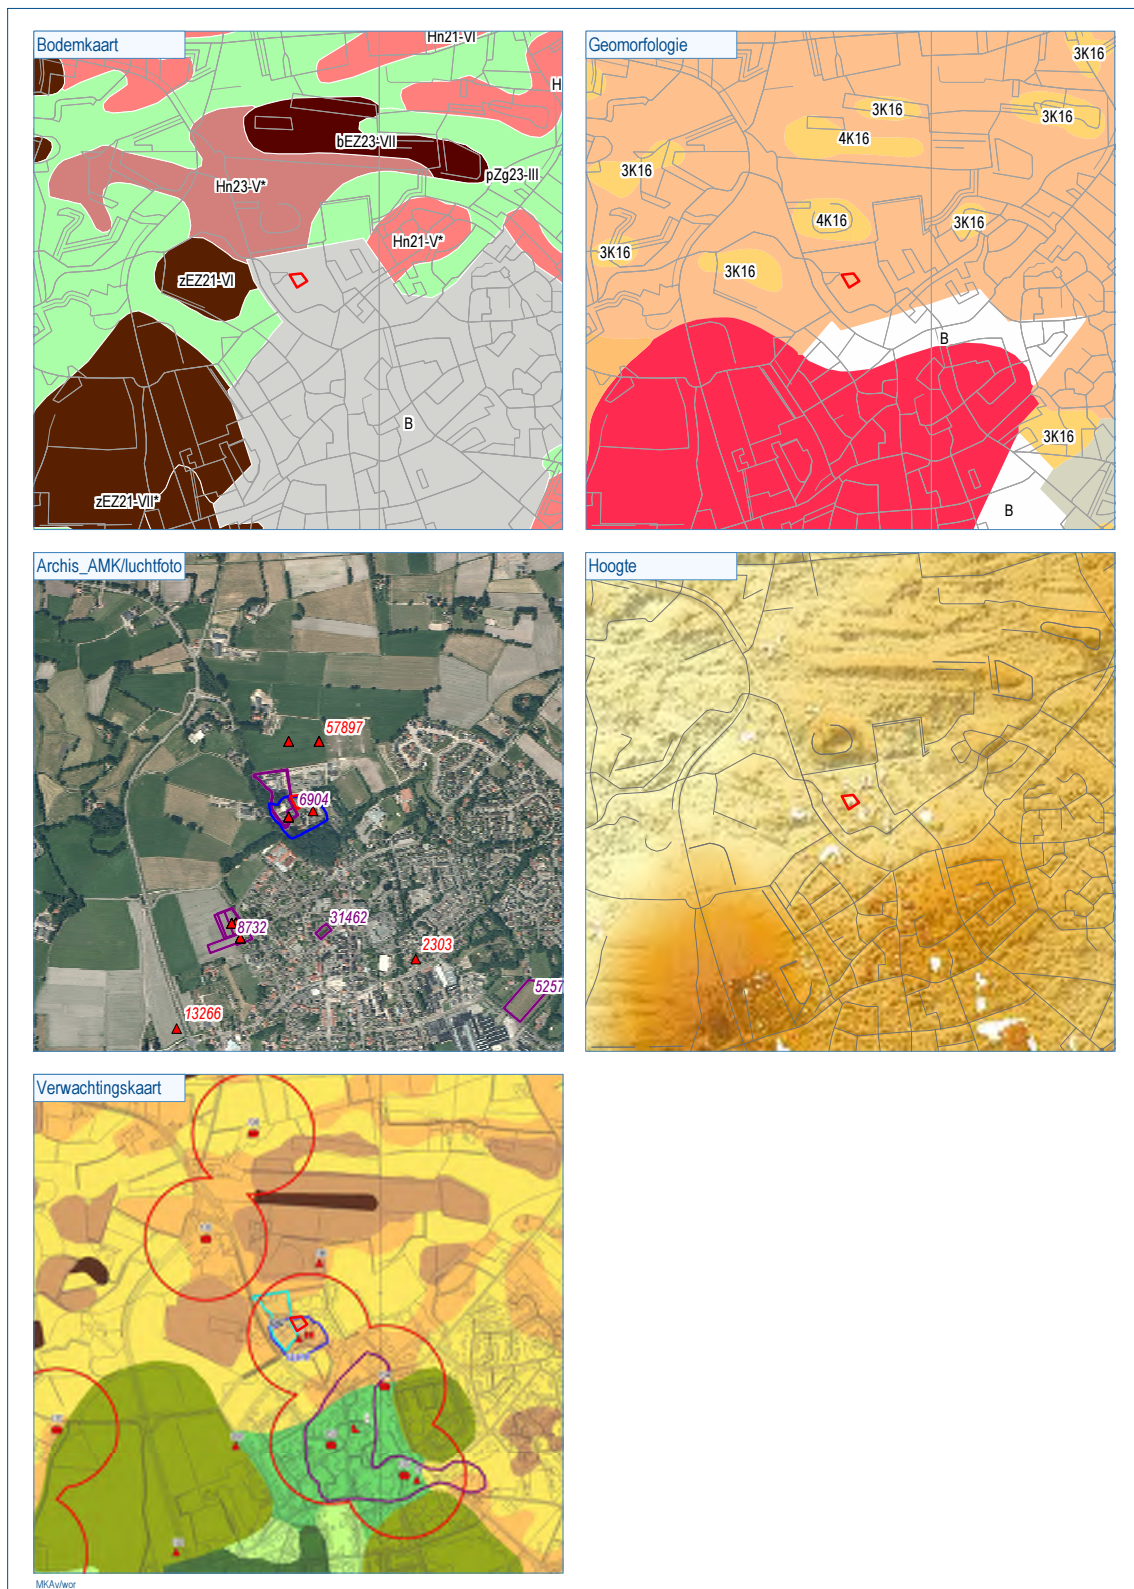 Bodemkaart
Hn21-VI
H
bEZ23-VII
pZg23-III
Hn23-V*
Hn21-V*
zEZ21-VI
B
zEZ21-VII*
Geomorfologie
3K16
3K16
3K16
4K16
3K16
4K16
3K16
3K16
3K16
B
3K16
B
Archis_AMK/luchtfoto
57897
6904
8732
31462
2303
5257
13266
Hoogte
Verwachtingskaart
MKAv/wor